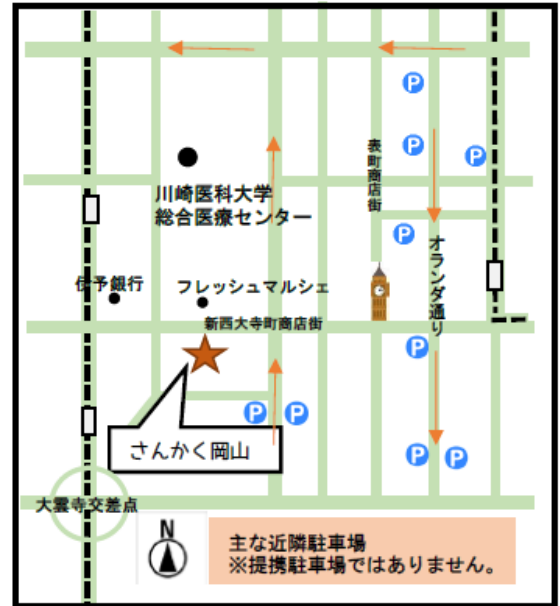 P
P
P
表町商店街
川崎医科大学
総合医療センター
P
オランダ通り
伊予銀行
フレッシュマルシェ
新西大寺町商店街
P
P
P
さんかく岡山
P
P
大雲寺交差点
N
主な近隣駐車場
※提携駐車場ではありません。